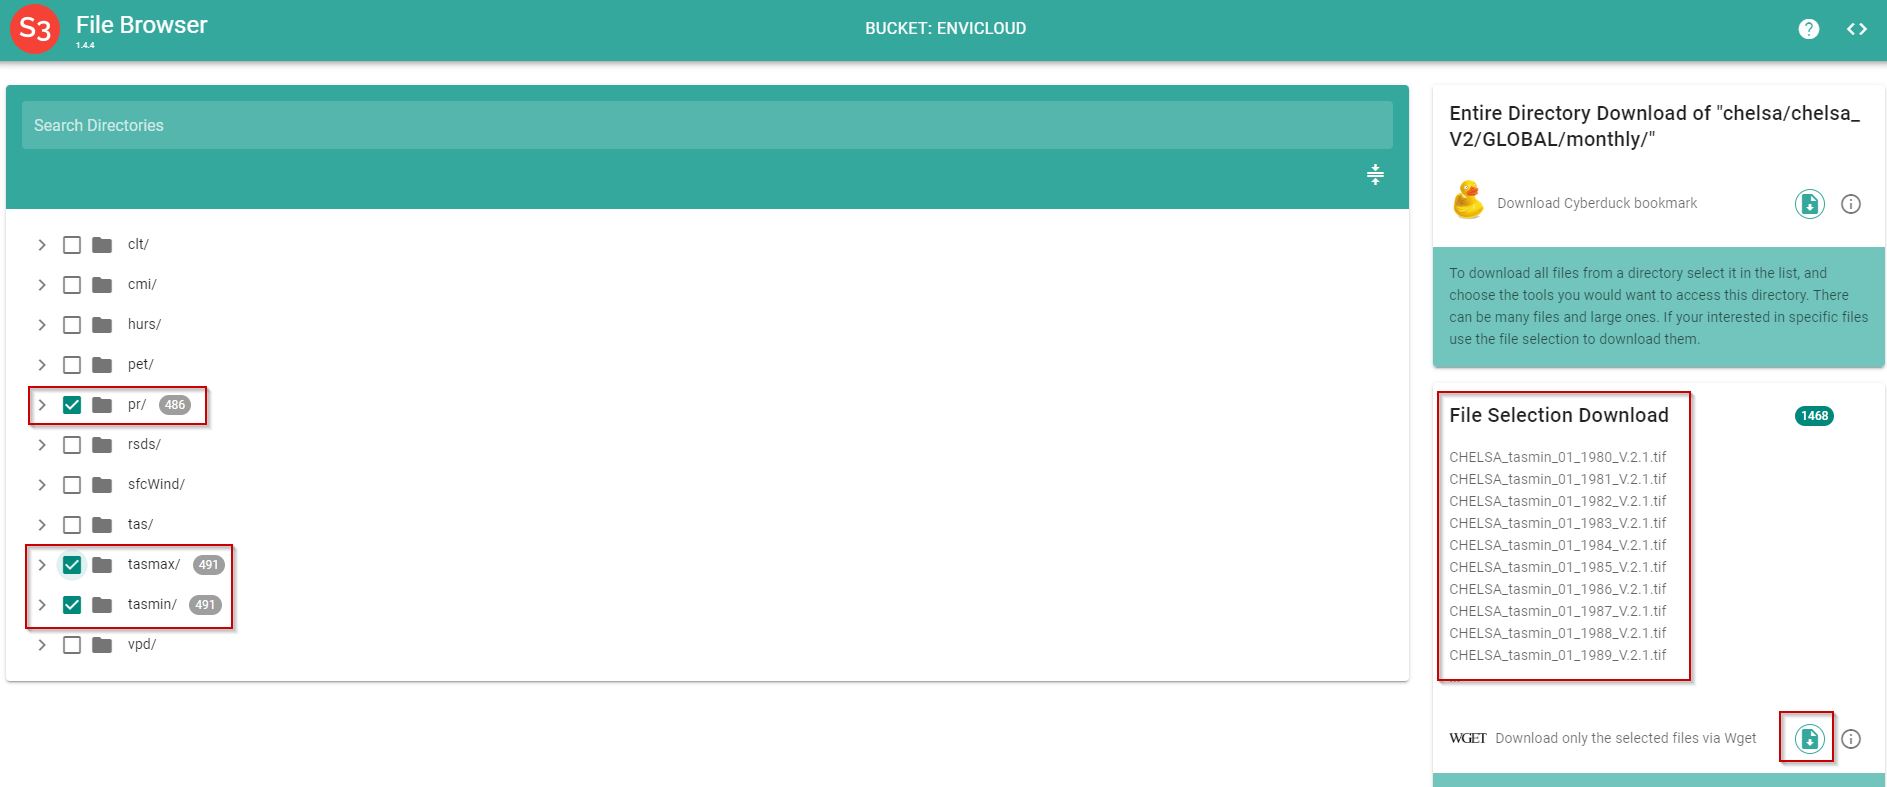 S3
File Browser
1.4.4
BUCKET: ENVICLOUD
Search Directories
clt/
cmi/
hurs/
pet/
pr/ 486
rsds/
sfcWind/
tas/
tasmax/ 491
tasmin/ 491
vpd/
Entire Directory Download of "chelsa/chelsa_
V2/GLOBAL/monthly/"
Download Cyberduck bookmark
To download all files from a directory select it in the list, and
choose the tools you would want to access this directory. There
can be many files and large ones. If your interested in specific files
use the file selection to download them.
File Selection Download 1468
CHELSA_tasmin_01_1980_V.2.1.tif
CHELSA_tasmin_01_1981_V.2.1.tif
CHELSA_tasmin_01_1982_V.2.1.tif
CHELSA_tasmin_01_1983_V.2.1.tif
CHELSA_tasmin_01_1984_V.2.1.tif
CHELSA_tasmin_01_1985_V.2.1.tif
CHELSA_tasmin_01_1986_V.2.1.tif
CHELSA_tasmin_01_1987_V.2.1.tif
CHELSA_tasmin_01_1988_V.2.1.tif
CHELSA_tasmin_01_1989_V.2.1.tif
...
WGET Download only the selected files via Wget